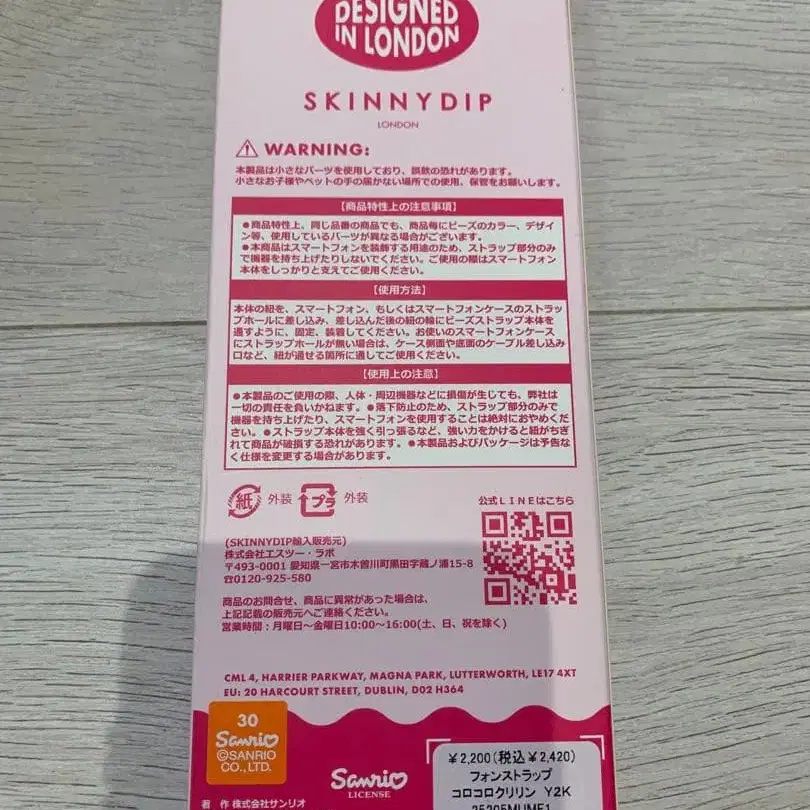 DESIGNED
IN LONDON
SKINNYDIP
LONDON
WARNING:
本製品は小さなパーツを使用しており、誤飲の恐れがあります。
小さなお子様やペットの手の届かない場所での使用、保管をお願いします。
【商品特性上の注意事項】
●商品特性上、同じ品番の商品でも、商品毎にビーズのカラー、デザイ
ン等、使用しているパーツが異なる場合がございます。
●本商品はスマートフォンを装飾する用途のため、ストラップ部分のみ
で機器を持ち上げたりしないでください。ご使用の際はスマートフォン
本体をしっかりと支えてご使用ください。
【使用方法】
本体の紐を、スマートフォン、もしくはスマートフォンケースのストラ
ップホールに差し込み、差し込んだ後の紐の輪にビーズストラップ本体を
通すように、固定、装着してください。お使いのスマートフォンケース
にストラップホールが無い場合は、ケース側面や底面のケーブル差し込み
口など、紐が通せる箇所に通してご使用ください。
【使用上の注意】
●本製品のご使用の際、人体・周辺機器などに損傷が生じても、弊社は
一切の責任を負いかねます。●落下防止のため、ストラップ部分のみで
機器を持ち上げたり、スマートフォンを使用することは絶対におやめくだ
さい。●ストラップ本体を強く引っ張るなど、強い力をかけると紐がちぎ
れて商品が破損する恐れがあります。●本製品およびパッケージは予告な
く仕様を変更する場合があります。
紙 外装 プラ 外装
公式LINEはこちら
(SKINNYDIP輸入販売元)
株式会社エスツー・ラボ
〒493-0001 愛知県一宮市木曽川町黒田字蔵ノ浦15-8
☎0120-925-580
商品のお問合せ、商品に異常があった場合は、
上記記載の販売元へご連絡ください。
営業時間：月曜日〜金曜日10:00〜16:00(土、日、祝を除く)
CML 4, HARRIER PARKWAY, MAGNA PARK, LUTTERWORTH, LE17 4XT
EU: 20 HARCOURT STREET, DUBLIN, D02 H364
30
Sanrio
©SANRIO
CO., LTD.
Sanrio
LICENSE
著 作 株式会社サンリオ
￥2,200(税込￥2,420)
フォンストラップ
コロコロクリリン Y2K
25205MUME1